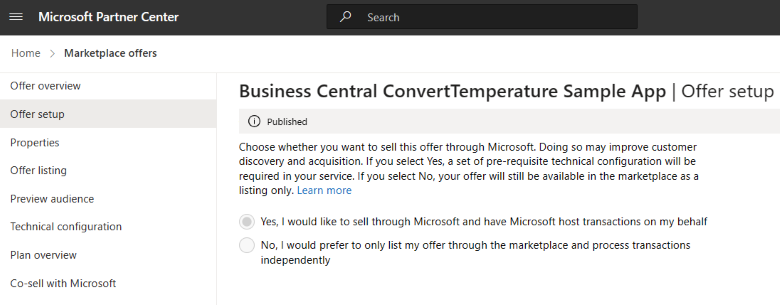 Microsoft Partner Center
Search
Home > Marketplace offers
Offer overview
Offer setup
Properties
Offer listing
Preview audience
Technical configuration
Plan overview
Co-sell with Microsoft
Business Central ConvertTemperature Sample App | Offer setup
Published
Choose whether you want to sell this offer through Microsoft. Doing so may improve customer
discovery and acquisition. If you select Yes, a set of pre-requisite technical configuration will be
required in your service. If you select No, your offer will still be available in the marketplace as a
listing only. Learn more
Yes, I would like to sell through Microsoft and have Microsoft host transactions on my behalf
No, I would prefer to only list my offer through the marketplace and process transactions
independently